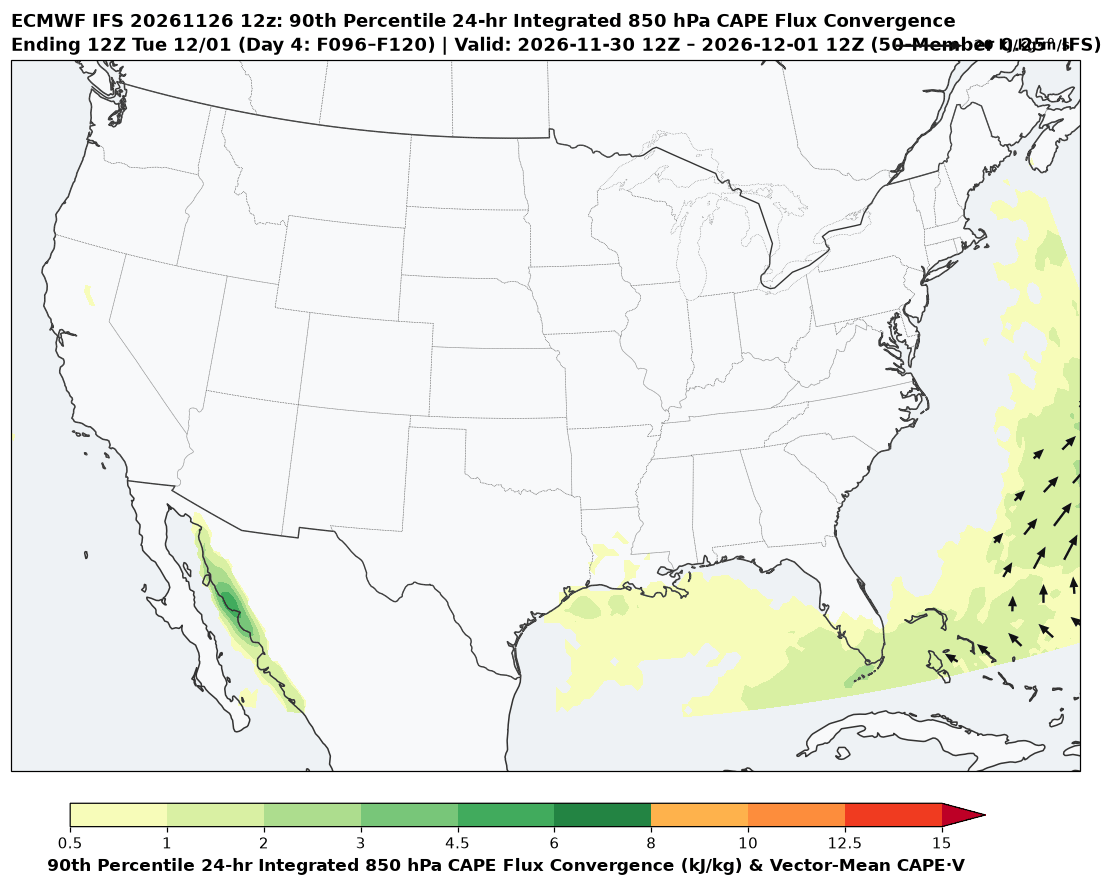 ECMWF IFS 20261126 12z: 90th Percentile 24-hr Integrated 850 hPa CAPE Flux Convergence
Ending 12Z Tue 12/01 (Day 4: F096–F120) | Valid: 2026-11-30 12Z – 2026-12-01 12Z (50-Member 0.25° IFS)
0.5 1 2 3 4.5 6 8 10 12.5 15
90th Percentile 24-hr Integrated 850 hPa CAPE Flux Convergence (kJ/kg) & Vector-Mean CAPE·V